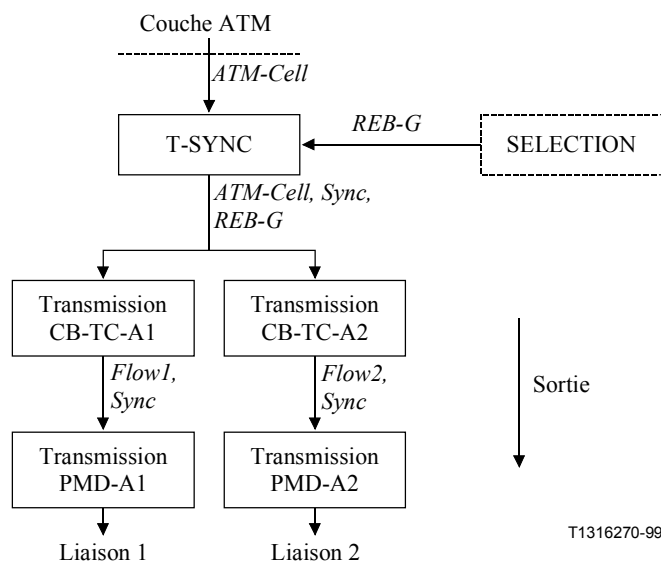 Couche ATM
ATM-Cell
REB-G
T-SYNC
SELECTION
ATM-Cell, Sync,
REB-G
Transmission
CB-TC-A1
Transmission
CB-TC-A2
Flow1,
Sync
Flow2,
Sync
Sortie
Transmission
PMD-A1
Transmission
PMD-A2
Liaison 1
Liaison 2
T1316270-99